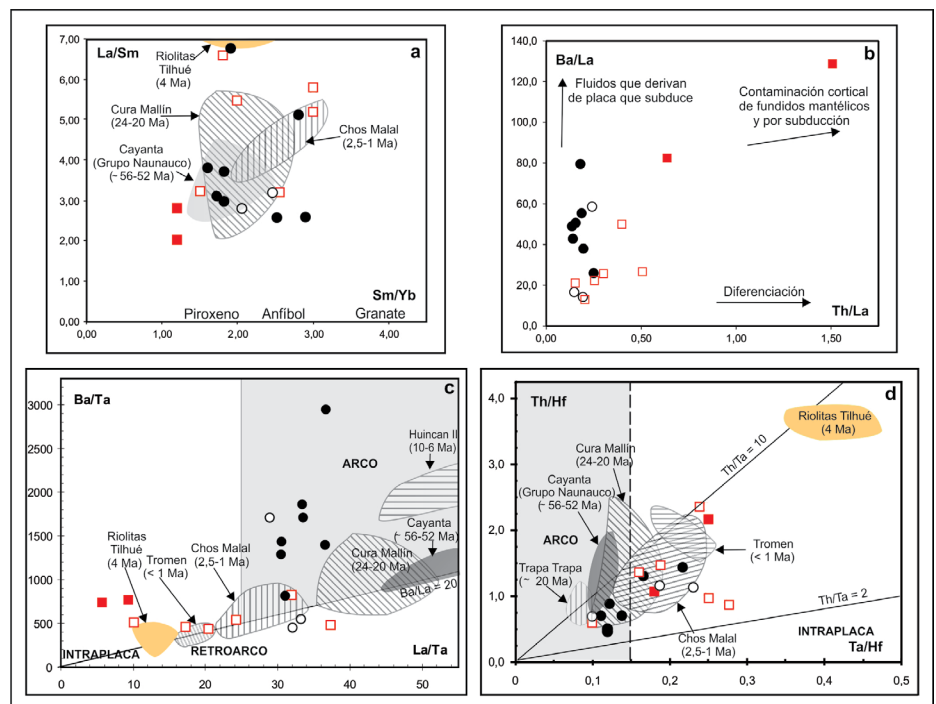 La/Sm
a
7,00
6,00
5,00
4,00
3,00
2,00
1,00
0,00
Riolitas
Tilhué
(4 Ma)
Cura Mallín
(24-20 Ma)
Chos Malal
(2,5-1 Ma)
Cayanta
(Grupo Naunauco)
(~ 56-52 Ma)
Sm/Yb
Piroxeno
Anfíbol
Granate
0,00
1,00
2,00
3,00
4,00
Ba/La
b
140,0
120,0
100,0
80,0
60,0
40,0
20,0
0,0
Fluidos que derivan
de placa que subduce
Contaminación cortical
de fundidos mantélicos
y por subducción
Diferenciación
Th/La
0,00
0,50
1,00
1,50
Ba/Ta
c
3000
2500
2000
1500
1000
500
0
ARCO
Huincan II
(10-6 Ma)
Cayanta
(~ 56-52 Ma)
Cura Mallín
(24-20 Ma)
Ba/La = 20
Chos Malal
(2,5-1 Ma)
Riolitas
Tilhué
(4 Ma)
Tromen
(< 1 Ma)
INTRAPLACA
RETROARCO
La/Ta
0
10
20
30
40
50
Th/Hf
d
4,0
3,0
2,0
1,0
0,0
Riolitas Tilhué
(4 Ma)
Th/Ta = 10
Cura Mallín
(24-20 Ma)
Cayanta
(Grupo Naunauco)
(~ 56-52 Ma)
ARCO
Trapa Trapa
(~ 20 Ma)
Tromen
(< 1 Ma)
Th/Ta = 2
Chos Malal
(2,5-1 Ma)
INTRAPLACA
Ta/Hf
0
0,1
0,2
0,3
0,4
0,5